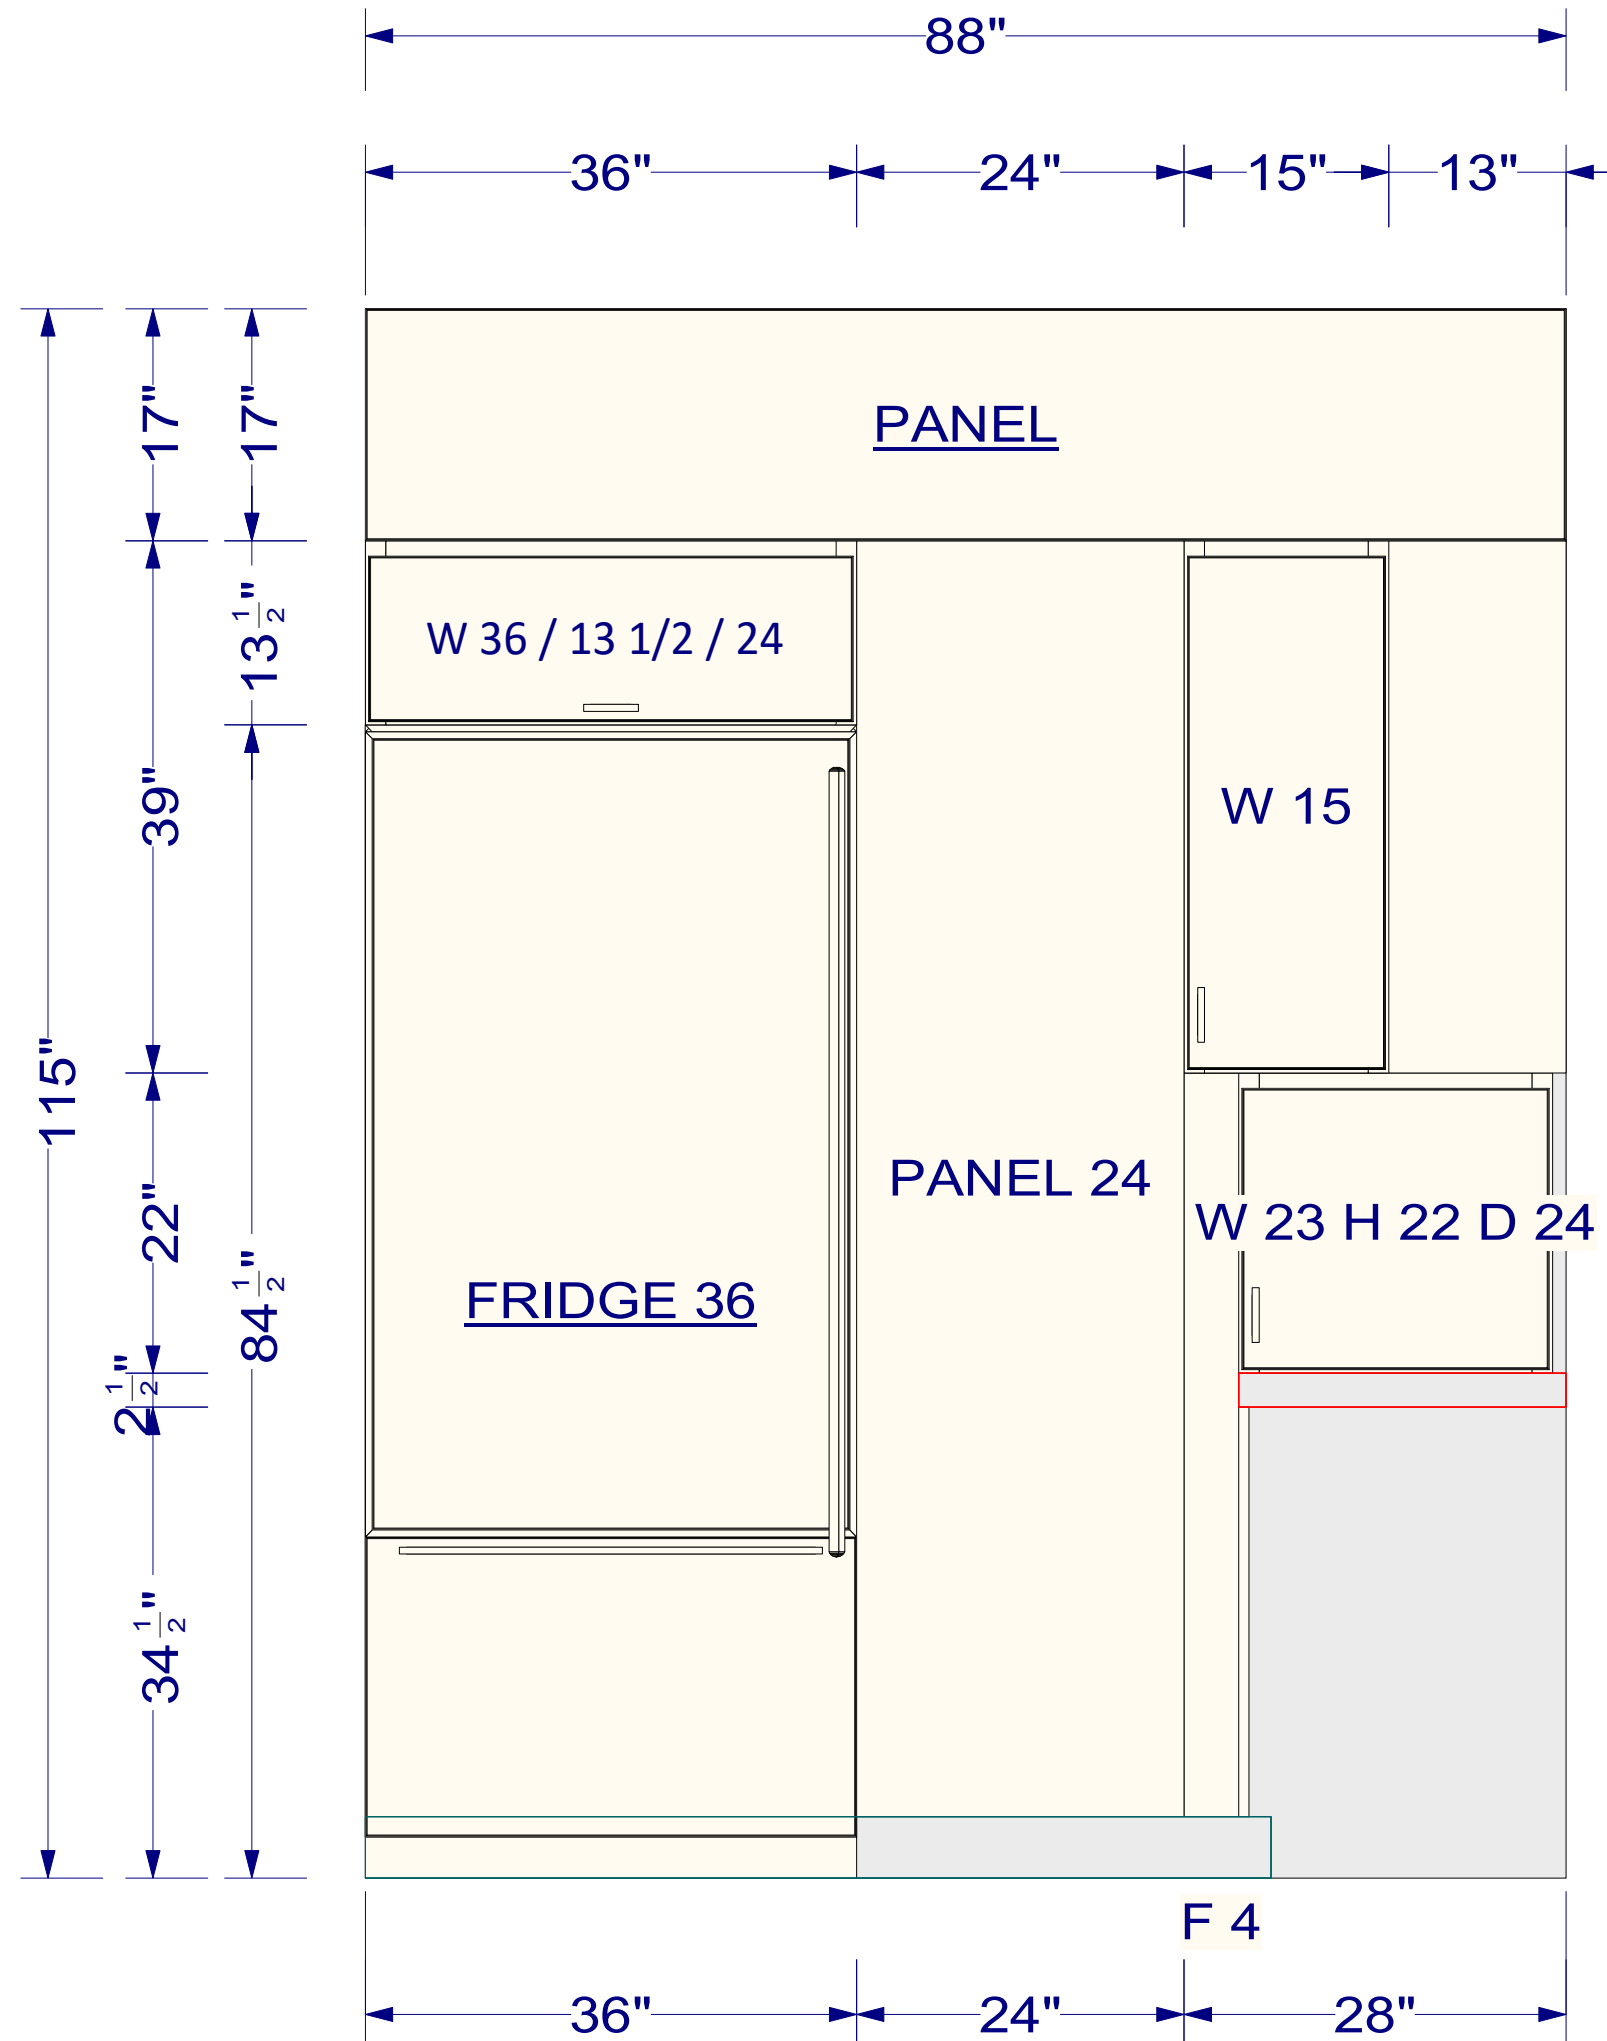 88"
36" 24" 15" 13"
17" 17"
PANEL
13 1/2"
W 36 / 13 1/2 / 24
39"
W 15
115"
PANEL 24
22"
W 23 H 22 D 24
84 1/2"
FRIDGE 36
2 1/2"
34 1/2"
F 4
36" 24" 28"